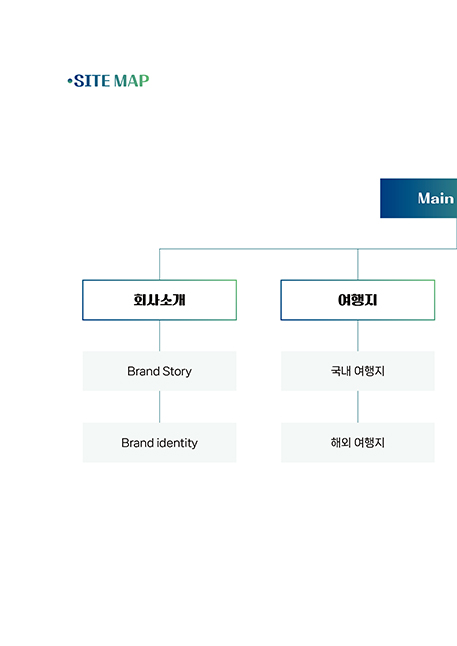 •SITE MAP
Main
회사소개
여행지
Brand Story
국내 여행지
Brand identity
해외 여행지